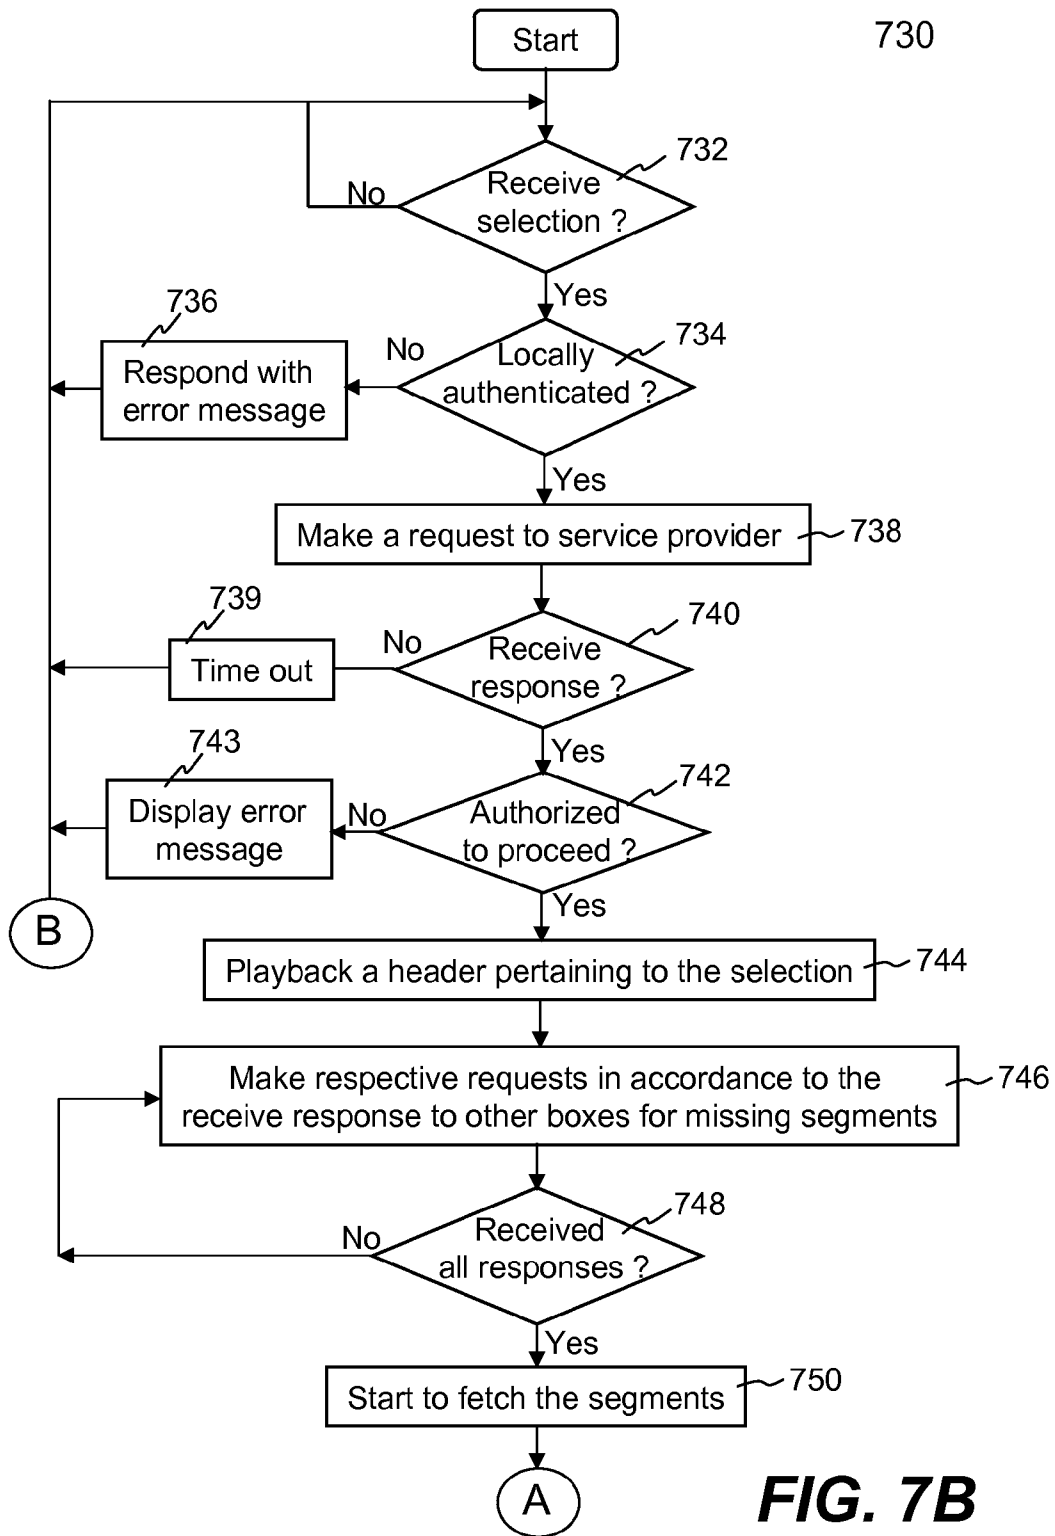 Start
730
732
Receive
selection ?
No
Yes
736
734
No
Locally
authenticated ?
Respond with
error message
Yes
Make a request to service provider
738
739
740
No
Receive
response ?
Time out
Yes
743
742
Display error
message
No
Authorized
to proceed ?
Yes
B
Playback a header pertaining to the selection
744
Make respective requests in accordance to the
receive response to other boxes for missing segments
746
748
No
Received
all responses ?
Yes
Start to fetch the segments
750
A
FIG. 7B